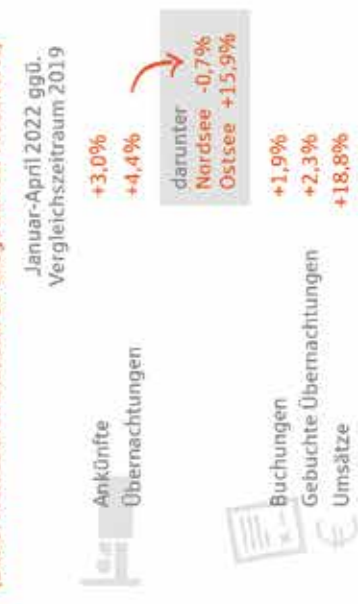 Januar-April 2022 ggü.
Vergleichszeitraum 2019
Ankünfte +3,0%
Übernachtungen +4,4%
darunter
Nordsee -0,7%
Ostsee +15,9%
Buchungen +1,9%
Gebuchte Übernachtungen +2,3%
Umsätze +18,8%
€